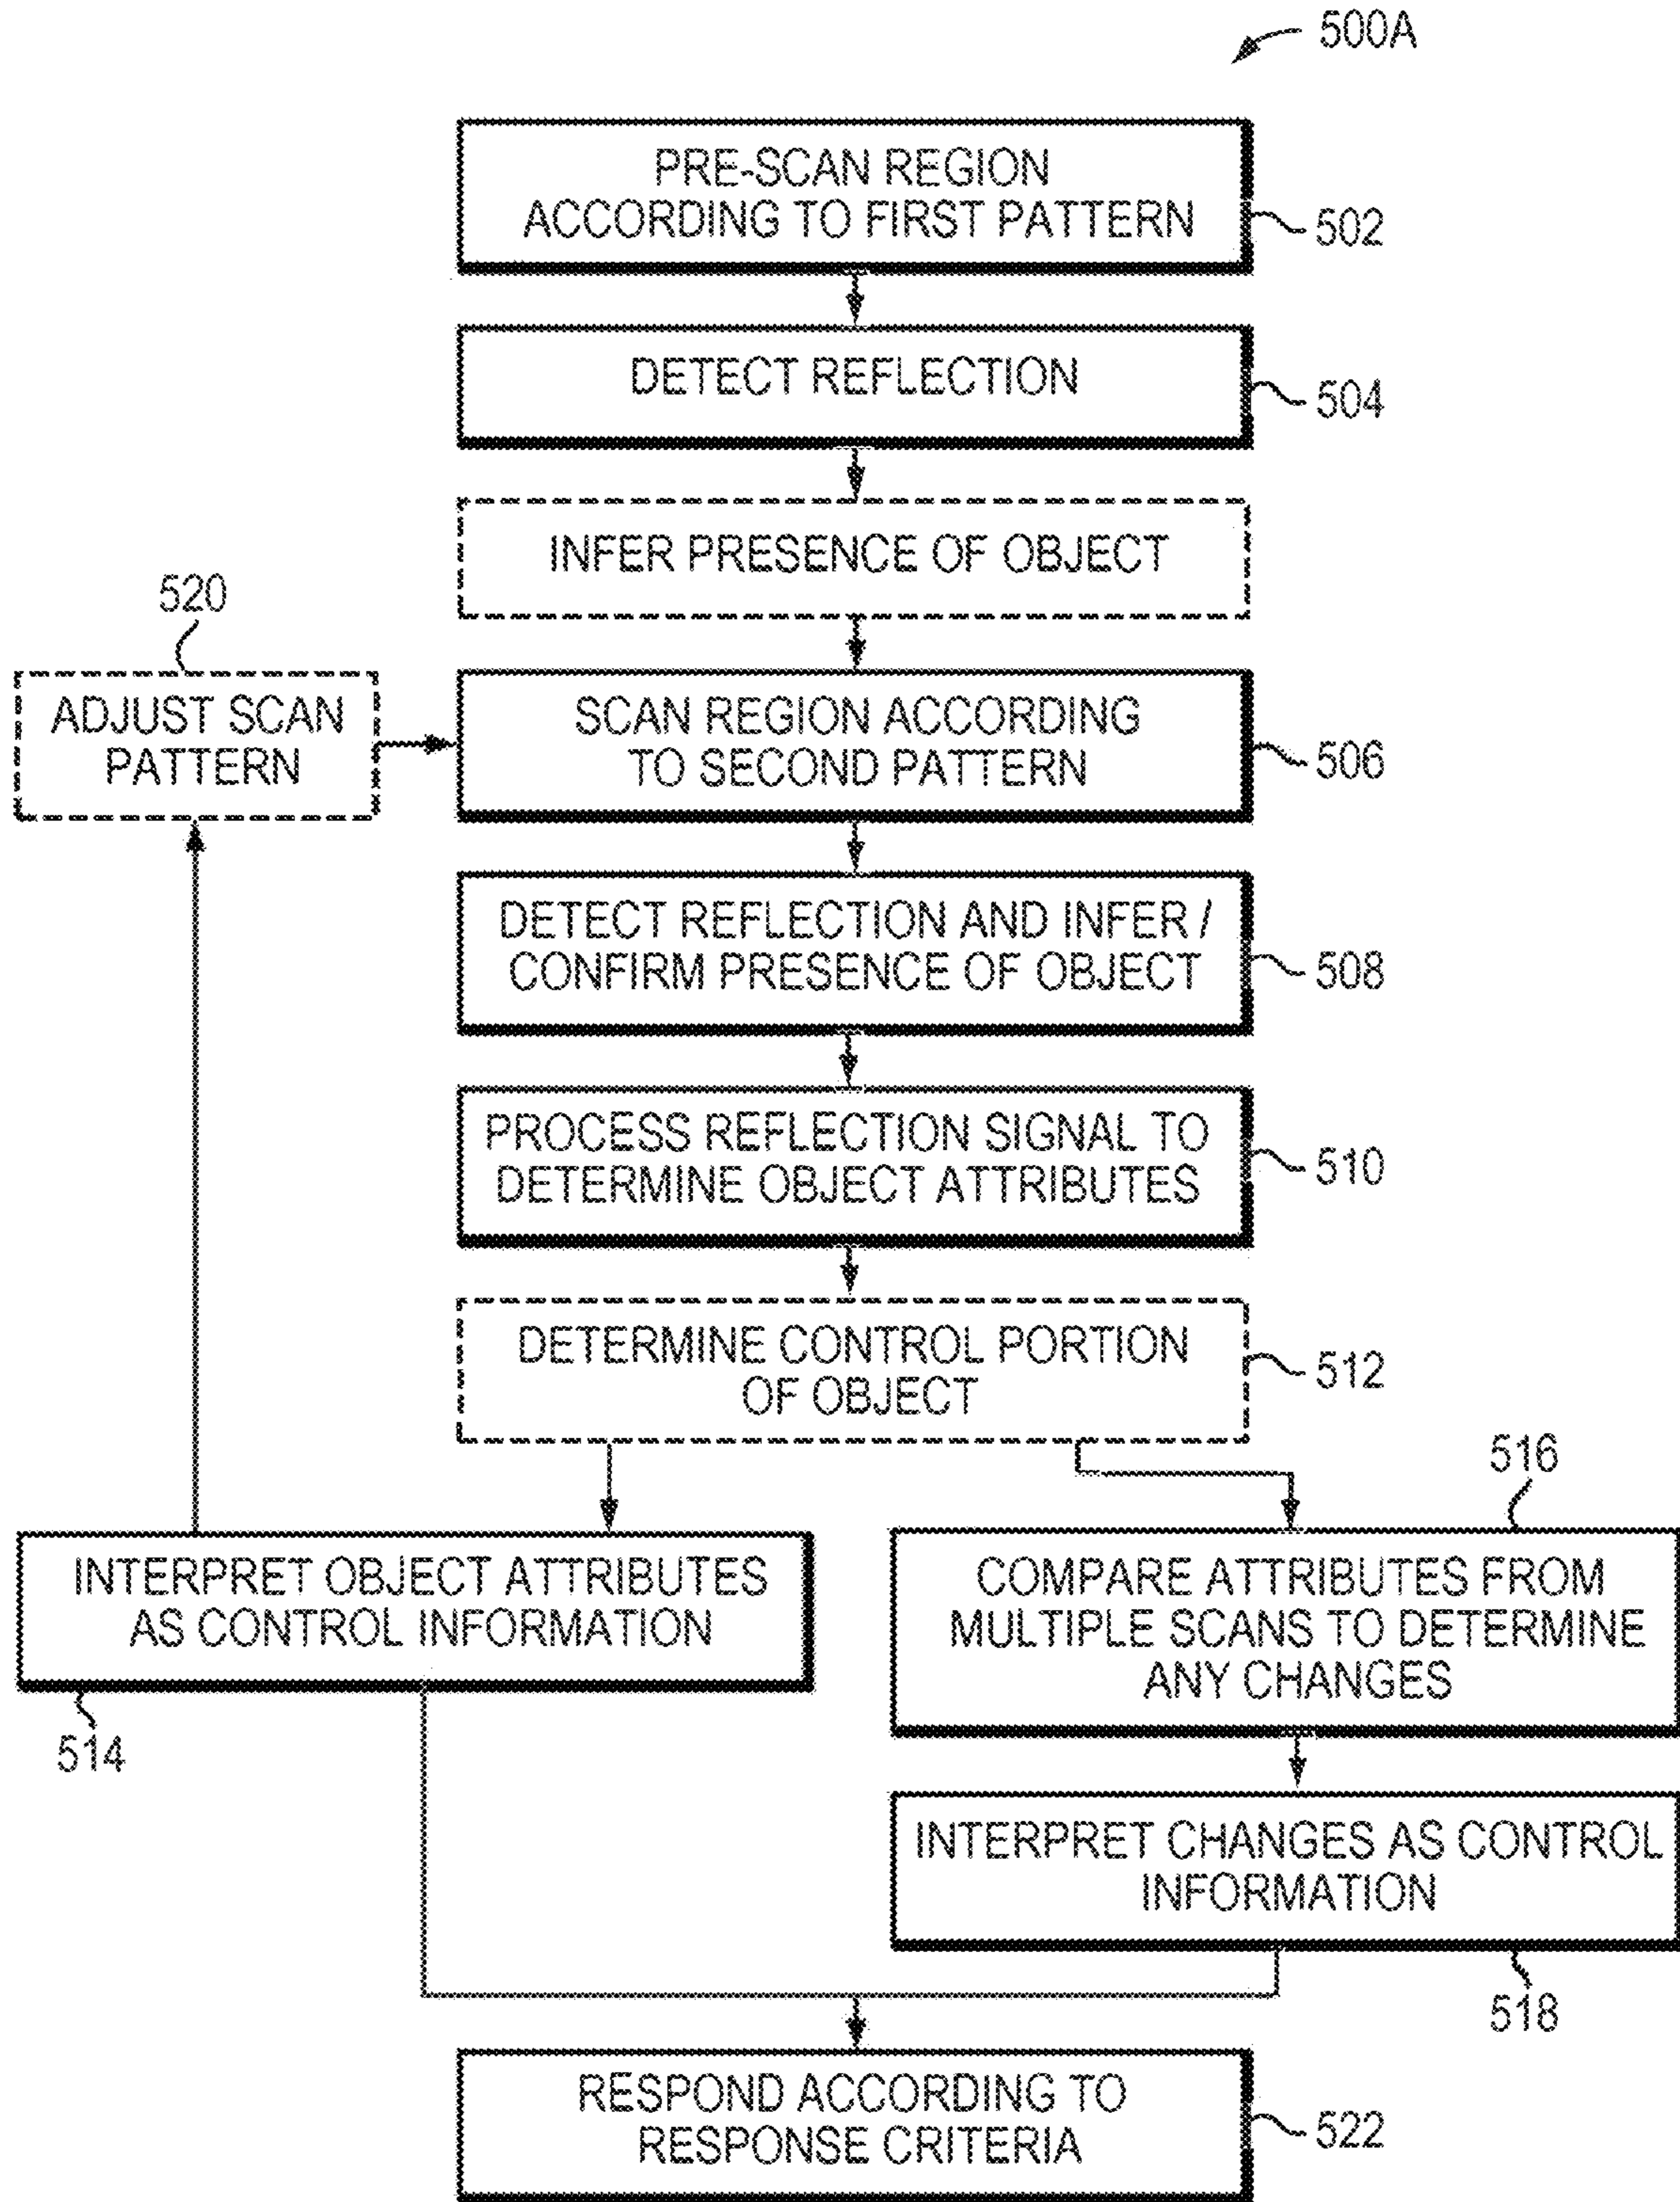 500A
PRE-SCAN REGION
ACCORDING TO FIRST PATTERN
502
DETECT REFLECTION
504
INFER PRESENCE OF OBJECT
520
ADJUST SCAN
PATTERN
SCAN REGION ACCORDING
TO SECOND PATTERN
506
DETECT REFLECTION AND INFER /
CONFIRM PRESENCE OF OBJECT
508
PROCESS REFLECTION SIGNAL TO
DETERMINE OBJECT ATTRIBUTES
510
DETERMINE CONTROL PORTION
OF OBJECT
512
INTERPRET OBJECT ATTRIBUTES
AS CONTROL INFORMATION
514
516
COMPARE ATTRIBUTES FROM
MULTIPLE SCANS TO DETERMINE
ANY CHANGES
INTERPRET CHANGES AS CONTROL
INFORMATION
518
RESPOND ACCORDING TO
RESPONSE CRITERIA
522